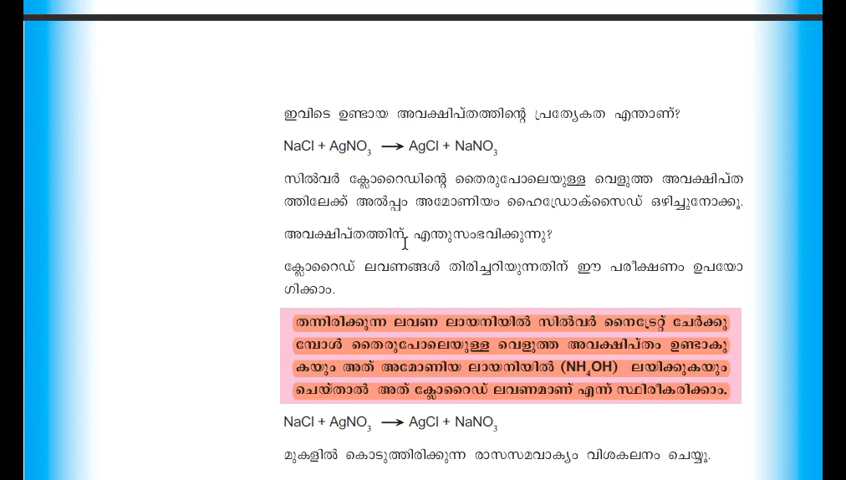 ഇവിടെ ഉണ്ടായ അവക്ഷിപ്തത്തിന്റെ പ്രത്യേകത എന്താണ്?
NaCl + AgNO₃ ⟶ AgCl + NaNO₃
സിൽവർ ക്ലോറൈഡിന്റെ തൈരുപോലെയുള്ള വെളുത്ത അവക്ഷിപ്ത
ത്തിലേക്ക് അൽപ്പം അമോണിയം ഹൈഡ്രോക്സൈഡ് ഒഴിച്ചുനോക്കൂ.
അവക്ഷിപ്തത്തിന് എന്തുസംഭവിക്കുന്നു?
ക്ലോറൈഡ് ലവണങ്ങൾ തിരിച്ചറിയുന്നതിന് ഈ പരീക്ഷണം ഉപയോ
ഗിക്കാം.
തന്നിരിക്കുന്ന ലവണ ലായനിയിൽ സിൽവർ നൈട്രേറ്റ് ചേർക്കു
മ്പോൾ തൈരുപോലെയുള്ള വെളുത്ത അവക്ഷിപ്തം ഉണ്ടാകു
കയും അത് അമോണിയ ലായനിയിൽ (NH₄OH) ലയിക്കുകയും
ചെയ്താൽ അത് ക്ലോറൈഡ് ലവണമാണ് എന്ന് സ്ഥിരീകരിക്കാം.
NaCl + AgNO₃ ⟶ AgCl + NaNO₃
മുകളിൽ കൊടുത്തിരിക്കുന്ന രാസസമവാക്യം വിശകലനം ചെയ്യൂ.